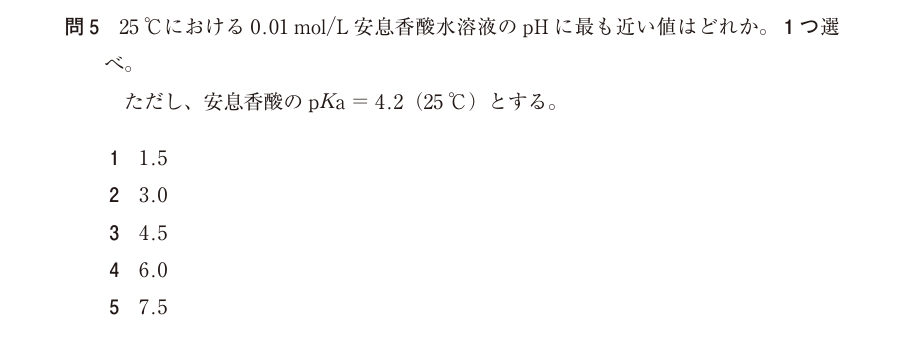 問5 25℃における 0.01 mol/L 安息香酸水溶液の pH に最も近い値はどれか。1つ選
べ。
ただし、安息香酸の pKa = 4.2（25℃）とする。
1 1.5
2 3.0
3 4.5
4 6.0
5 7.5